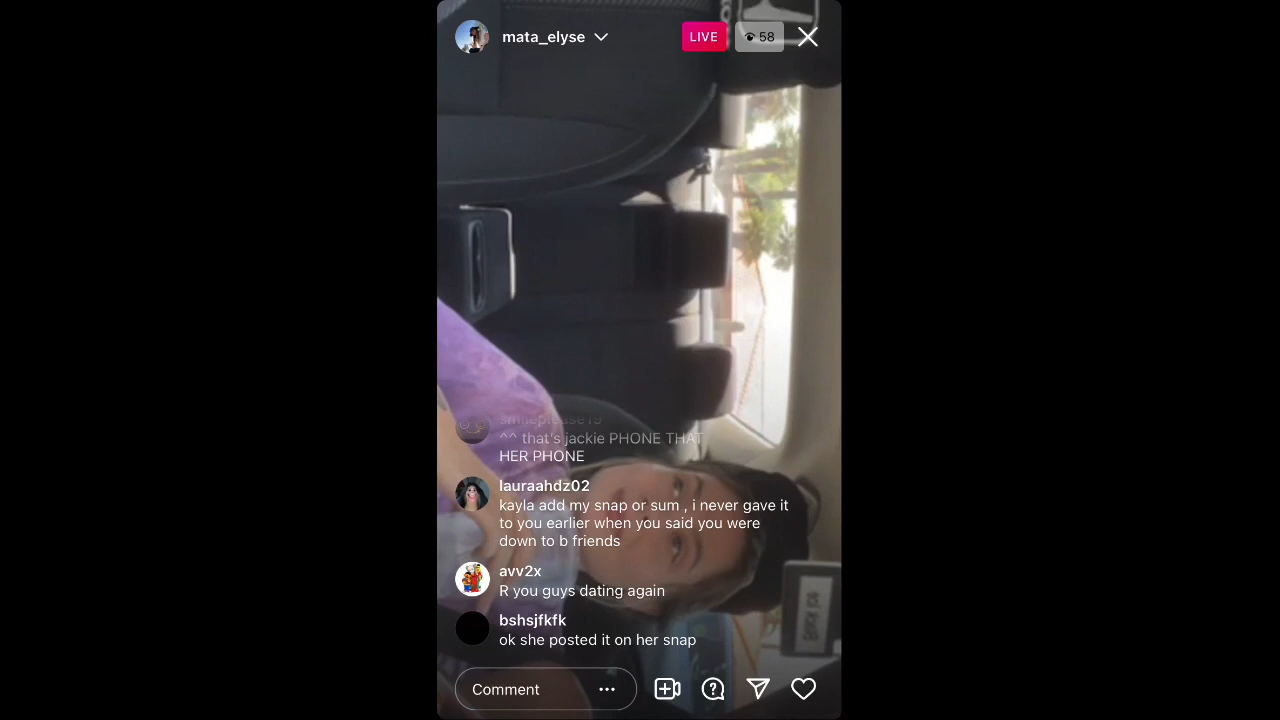 mata_elyse
LIVE
58
smileplease19
^^ that's jackie PHONE THAT
HER PHONE
lauraahdz02
kayla add my snap or sum , i never gave it
to you earlier when you said you were
down to b friends
avv2x
R you guys dating again
bshsjfkfk
ok she posted it on her snap
Comment